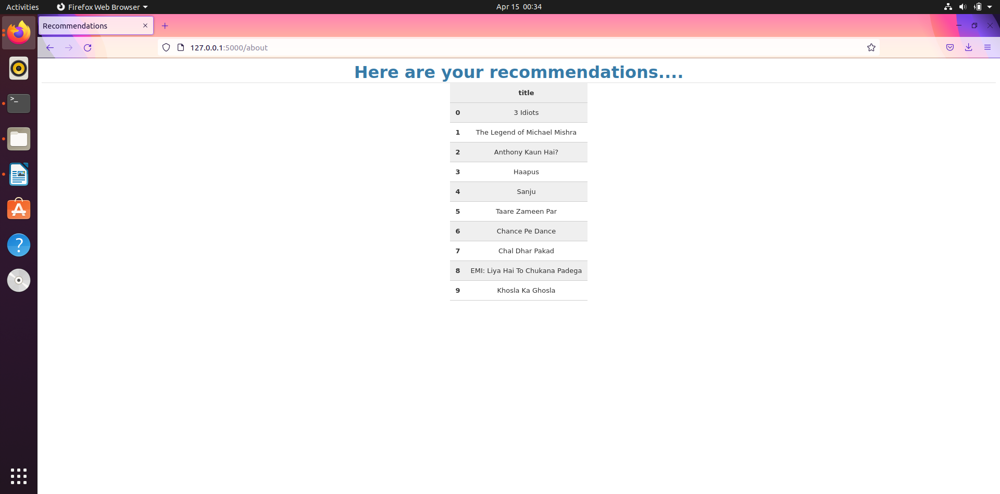 Activities
Firefox Web Browser
Apr 15 00:34
Recommendations
127.0.0.1:5000/about
Here are your recommendations....
title
0 3 Idiots
1 The Legend of Michael Mishra
2 Anthony Kaun Hai?
3 Haapus
4 Sanju
5 Taare Zameen Par
6 Chance Pe Dance
7 Chal Dhar Pakad
8 EMI: Liya Hai To Chukana Padega
9 Khosla Ka Ghosla